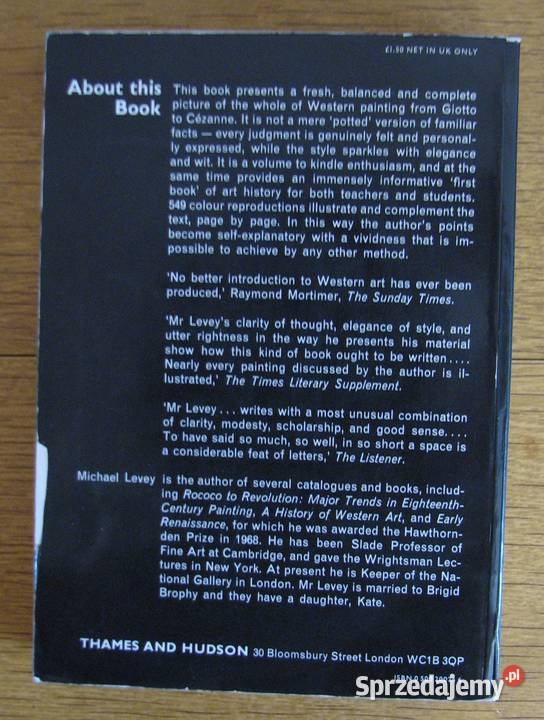 £1.50 NET IN UK ONLY
About this
Book
This book presents a fresh, balanced and complete
picture of the whole of Western painting from Giotto
to Cézanne. It is not a mere 'potted' version of familiar
facts — every judgment is genuinely felt and personal-
ly expressed, while the style sparkles with elegance
and wit. It is a volume to kindle enthusiasm, and at the
same time provides an immensely informative 'first
book' of art history for both teachers and students.
549 colour reproductions illustrate and complement the
text, page by page. In this way the author's points
become self-explanatory with a vividness that is im-
possible to achieve by any other method.
'No better introduction to Western art has ever been
produced,' Raymond Mortimer, The Sunday Times.
'Mr Levey's clarity of thought, elegance of style, and
utter rightness in the way he presents his material
show how this kind of book ought to be written....
Nearly every painting discussed by the author is il-
lustrated,' The Times Literary Supplement.
'Mr Levey... writes with a most unusual combination
of clarity, modesty, scholarship, and good sense....
To have said so much, so well, in so short a space is
a considerable feat of letters,' The Listener.
Michael Levey is the author of several catalogues and books, includ-
ing Rococo to Revolution: Major Trends in Eighteenth-
Century Painting, A History of Western Art, and Early
Renaissance, for which he was awarded the Hawthorn-
den Prize in 1968. He has been Slade Professor of
Fine Art at Cambridge, and gave the Wrightsman Lec-
tures in New York. At present he is Keeper of the Na-
tional Gallery in London. Mr Levey is married to Brigid
Brophy and they have a daughter, Kate.
THAMES AND HUDSON 30 Bloomsbury Street London WC1B 3QP
ISBN 0 500
Sprzedajemy.pl